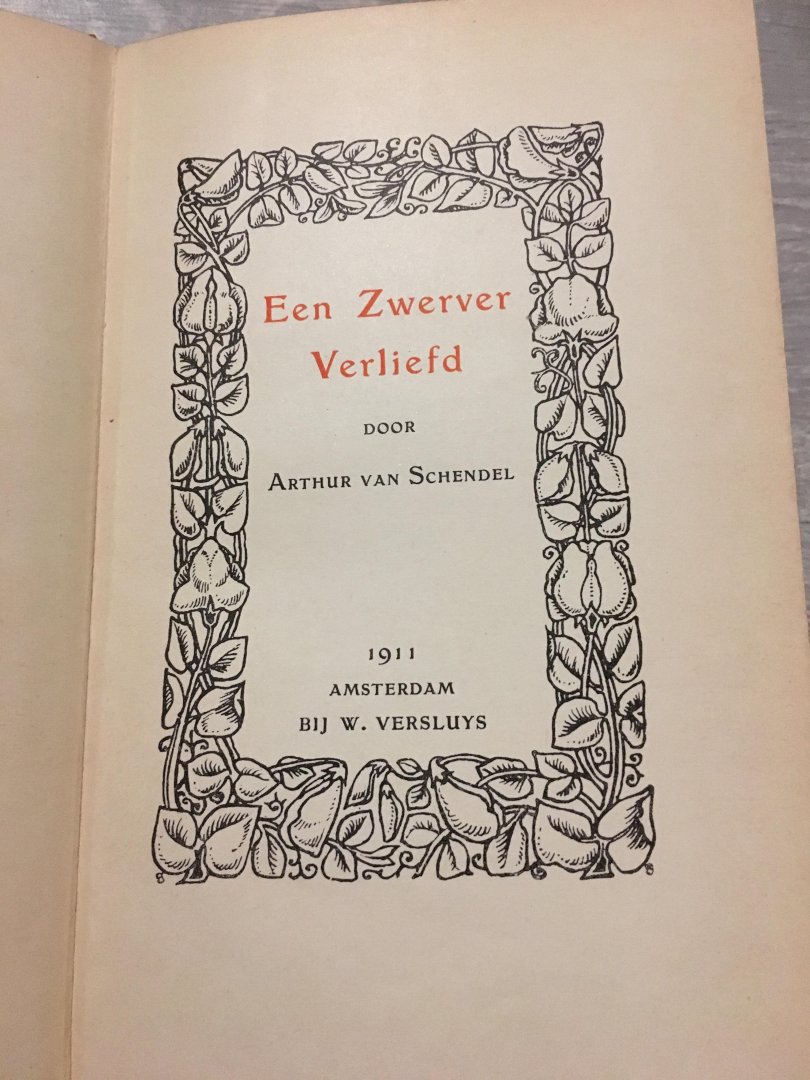 Een Zwerver
Verliefd
DOOR
ARTHUR VAN SCHENDEL
1911
AMSTERDAM
BIJ W. VERSLUYS